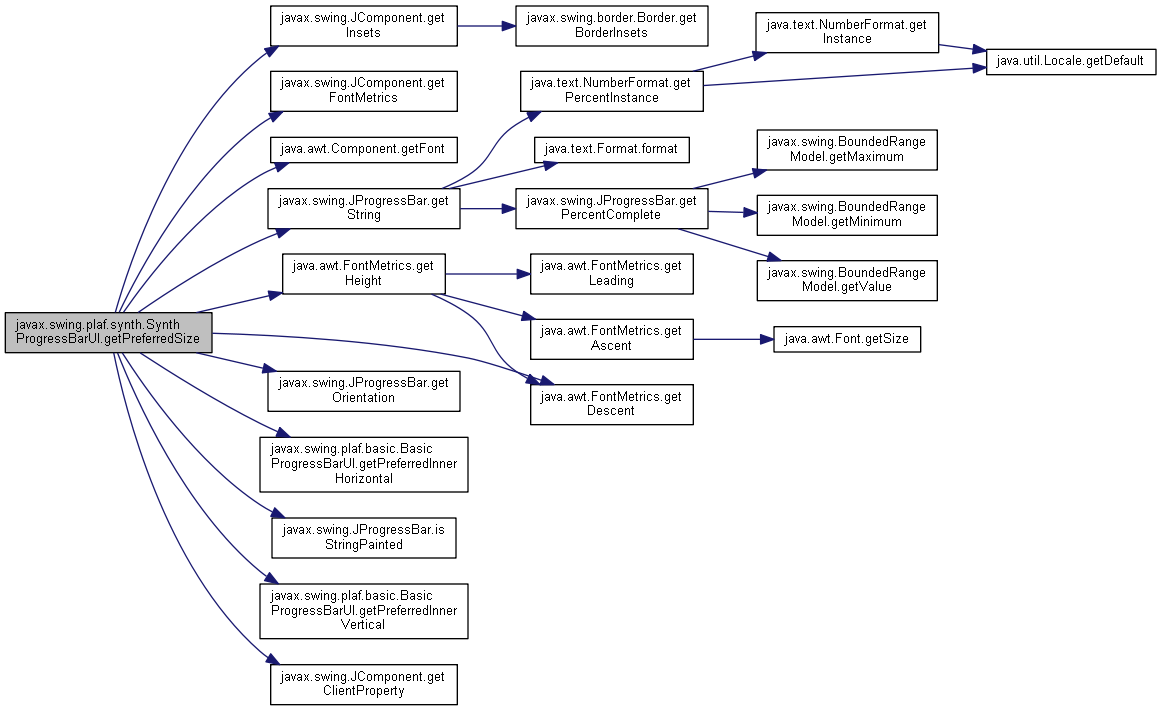 javax.swing.plaf.synth.Synth
ProgressBarUI.getPreferredSize
javax.swing.JComponent.get
Insets
javax.swing.border.Border.get
BorderInsets
javax.swing.JComponent.get
FontMetrics
java.awt.Component.getFont
javax.swing.JProgressBar.get
String
java.text.NumberFormat.get
PercentInstance
java.text.NumberFormat.get
Instance
java.util.Locale.getDefault
java.text.Format.format
javax.swing.JProgressBar.get
PercentComplete
javax.swing.BoundedRange
Model.getMaximum
javax.swing.BoundedRange
Model.getMinimum
javax.swing.BoundedRange
Model.getValue
java.awt.FontMetrics.get
Height
java.awt.FontMetrics.get
Leading
java.awt.FontMetrics.get
Ascent
java.awt.Font.getSize
java.awt.FontMetrics.get
Descent
javax.swing.JProgressBar.get
Orientation
javax.swing.plaf.basic.Basic
ProgressBarUI.getPreferredInner
Horizontal
javax.swing.JProgressBar.is
StringPainted
javax.swing.plaf.basic.Basic
ProgressBarUI.getPreferredInner
Vertical
javax.swing.JComponent.get
ClientProperty